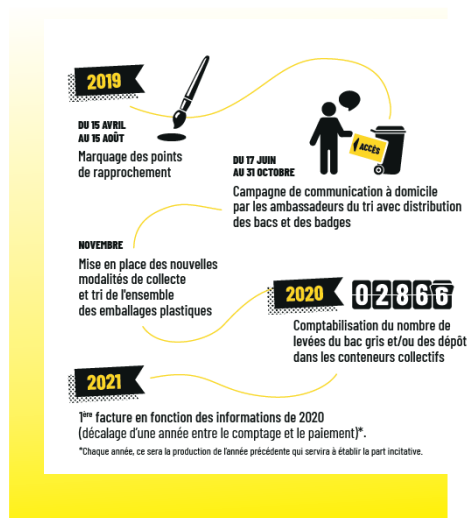 2019
DU 15 AVRIL
AU 15 AOÛT
Marquage des points
de rapprochement
ACCÈS
DU 17 JUIN
AU 31 OCTOBRE
Campagne de communication à domicile
par les ambassadeurs du tri avec distribution
des bacs et des badges
NOVEMBRE
Mise en place des nouvelles
modalités de collecte
et tri de l'ensemble
des emballages plastiques
2020
02866
Comptabilisation du nombre de
levées du bac gris et/ou des dépôt
dans les conteneurs collectifs
2021
1ère facture en fonction des informations de 2020
(décalage d'une année entre le comptage et le paiement)*.
*Chaque année, ce sera la production de l'année précédente qui servira à établir la part incitative.